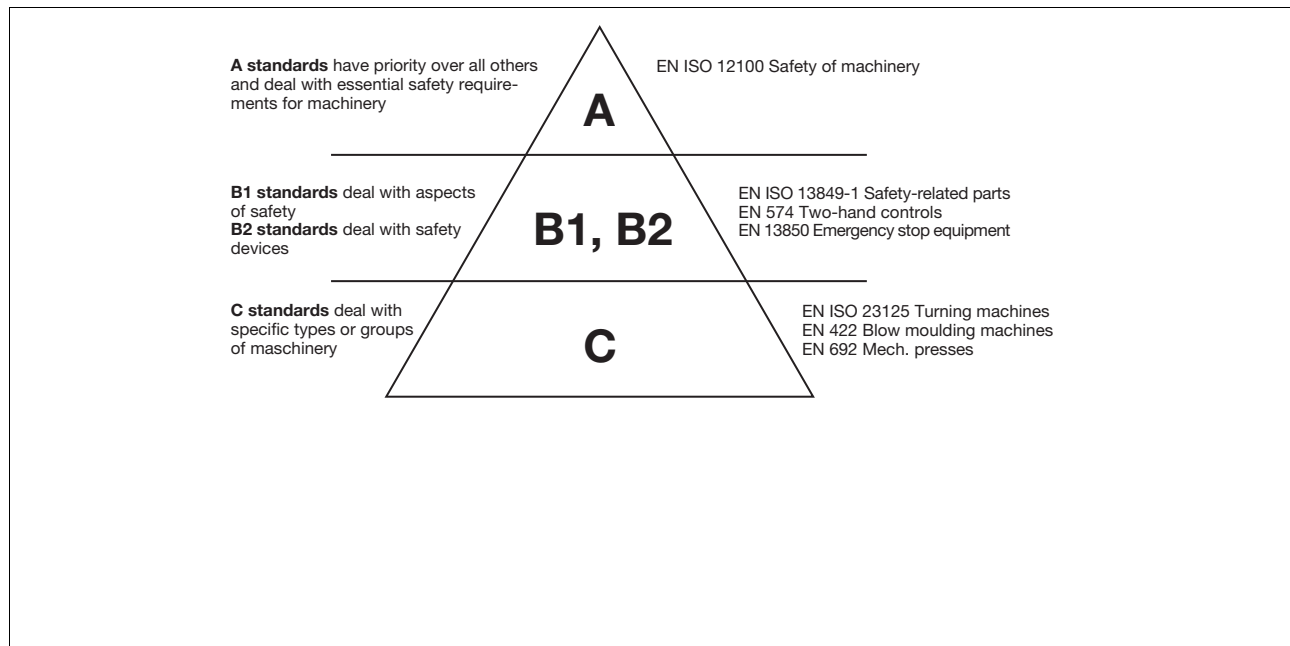 A standards have priority over all others
and deal with essential safety require-
ments for machinery
EN ISO 12100 Safety of machinery
A
B1 standards deal with aspects
of safety
B2 standards deal with safety
devices
B1, B2
EN ISO 13849-1 Safety-related parts
EN 574 Two-hand controls
EN 13850 Emergency stop equipment
C standards deal with
specific types or groups
of maschinery
C
EN ISO 23125 Turning machines
EN 422 Blow moulding machines
EN 692 Mech. presses